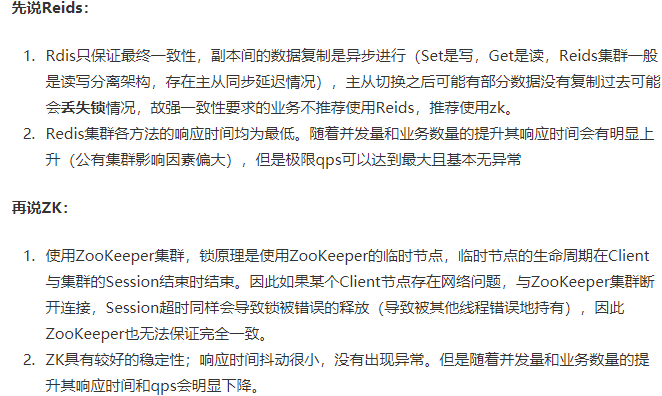 先说Reids：
1. Rdis只保证最终一致性，副本间的数据复制是异步进行（Set是写，Get是读，Reids集群一般
是读写分离架构，存在主从同步延迟情况），主从切换之后可能有部分数据没有复制过去可能
会丢失锁情况，故强一致性要求的业务不推荐使用Reids，推荐使用zk。
2. Redis集群各方法的响应时间均为最低。随着并发量和业务数量的提升其响应时间会有明显上
升（公有集群影响因素偏大），但是极限qps可以达到最大且基本无异常
再说ZK：
1. 使用ZooKeeper集群，锁原理是使用ZooKeeper的临时节点，临时节点的生命周期在Client
与集群的Session结束时结束。因此如果某个Client节点存在网络问题，与ZooKeeper集群断
开连接，Session超时同样会导致锁被错误的释放（导致被其他线程错误地持有），因此
ZooKeeper也无法保证完全一致。
2. ZK具有较好的稳定性；响应时间抖动很小，没有出现异常。但是随着并发量和业务数量的提
升其响应时间和qps会明显下降。